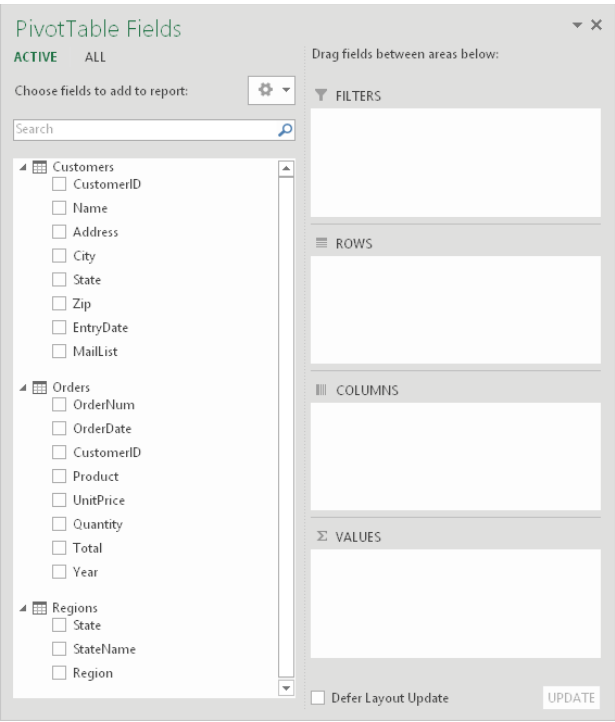 PivotTable Fields
ACTIVE ALL
Choose fields to add to report:
Search
Customers
CustomerID
Name
Address
City
State
Zip
EntryDate
MailList
Orders
OrderNum
OrderDate
CustomerID
Product
UnitPrice
Quantity
Total
Year
Regions
State
StateName
Region
Drag fields between areas below:
FILTERS
ROWS
COLUMNS
Σ VALUES
Defer Layout Update
UPDATE